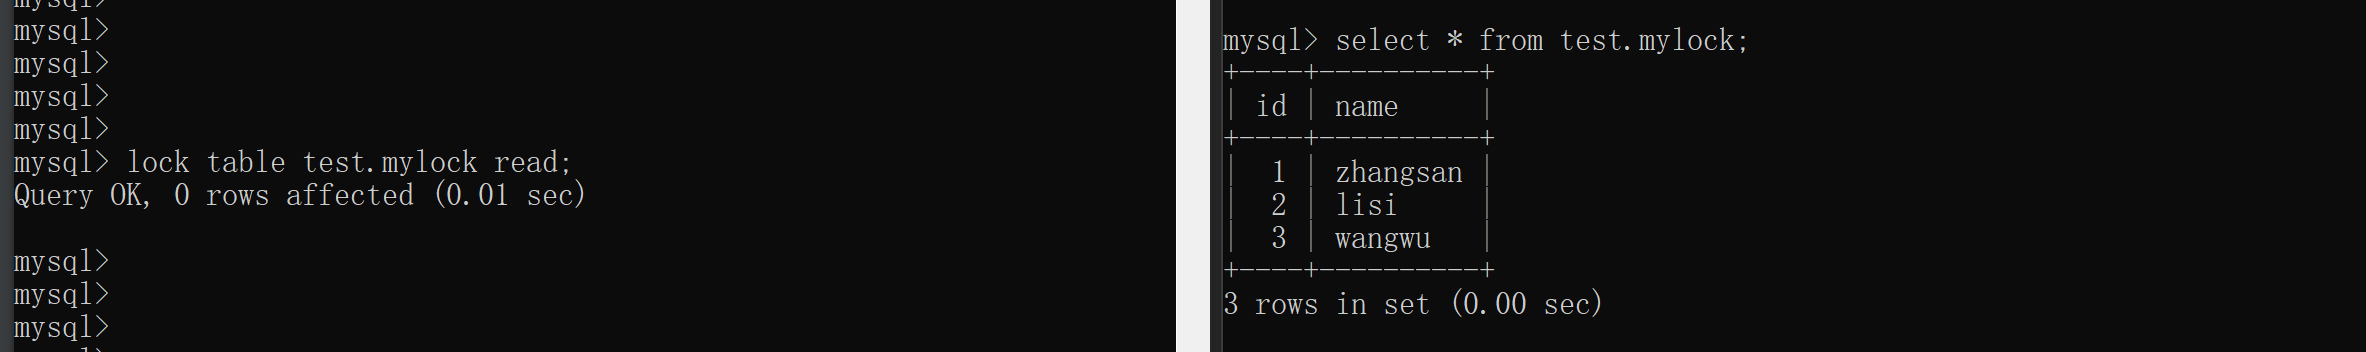 mysql>
mysql>
mysql>
mysql>
mysql>
mysql> lock table test.mylock read;
Query OK, 0 rows affected (0.01 sec)
mysql>
mysql>
mysql>
mysql> select * from test.mylock;
+----+----------+
| id | name     |
+----+----------+
|  1 | zhangsan |
|  2 | lisi     |
|  3 | wangwu   |
+----+----------+
3 rows in set (0.00 sec)